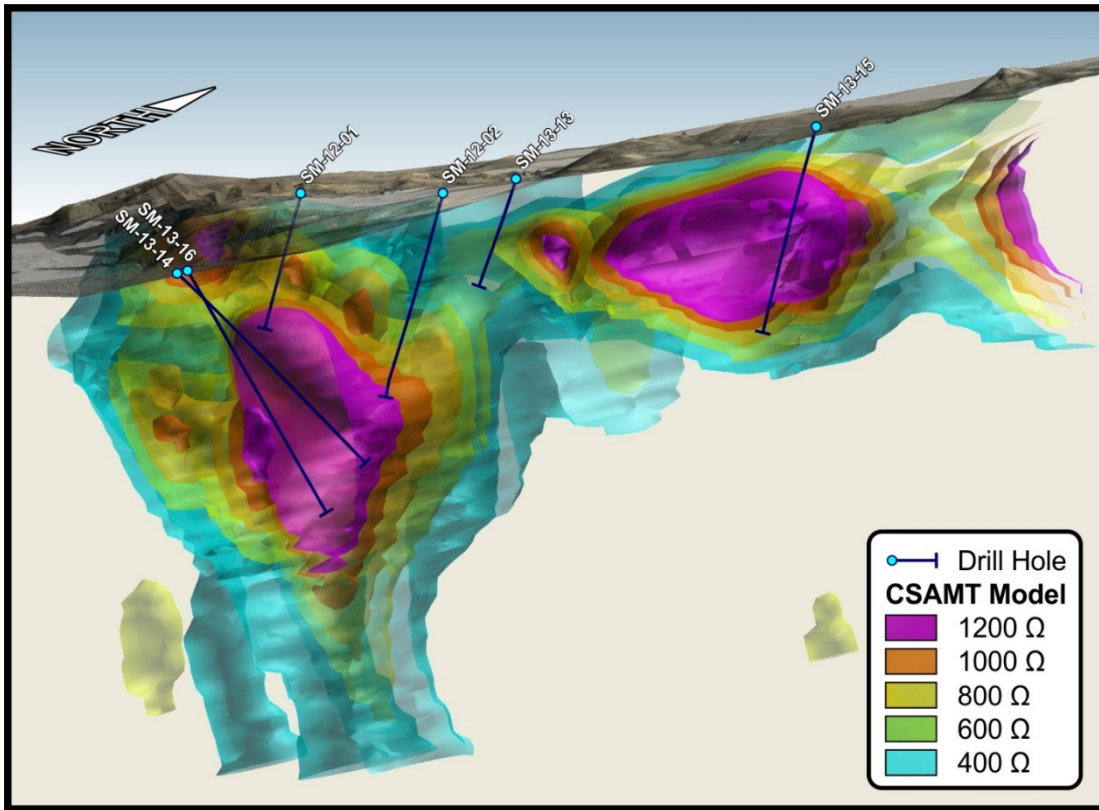 NORTH
SM-12-01
SM-12-02
SM-13-13
SM-13-15
SM-13-16
SM-13-14
Drill Hole
CSAMT Model
1200 Ω
1000 Ω
800 Ω
600 Ω
400 Ω